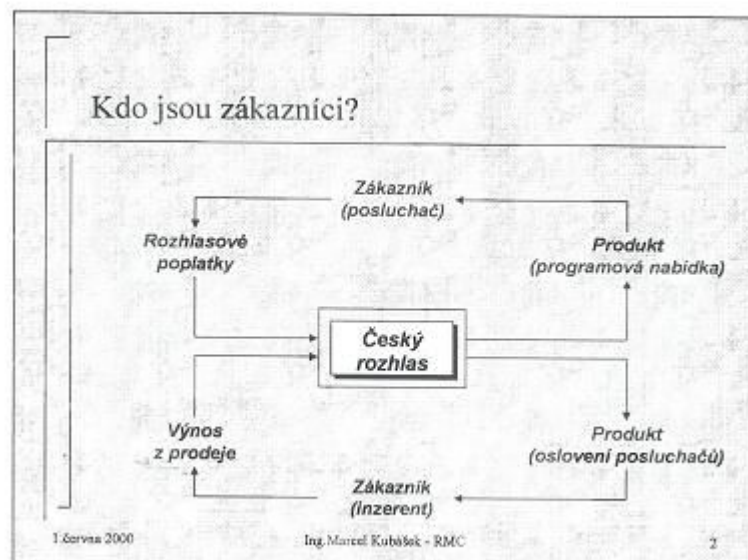 Kdo jsou zákazníci?
Zákazník
(posluchač)
Rozhlasové
poplatky
Produkt
(programová nabídka)
Český
rozhlas
Výnos
z prodeje
Produkt
(oslovení posluchačů)
Zákazník
(inzerent)
1.červen 2000
Ing.Marcel Kubášek - RMC
2